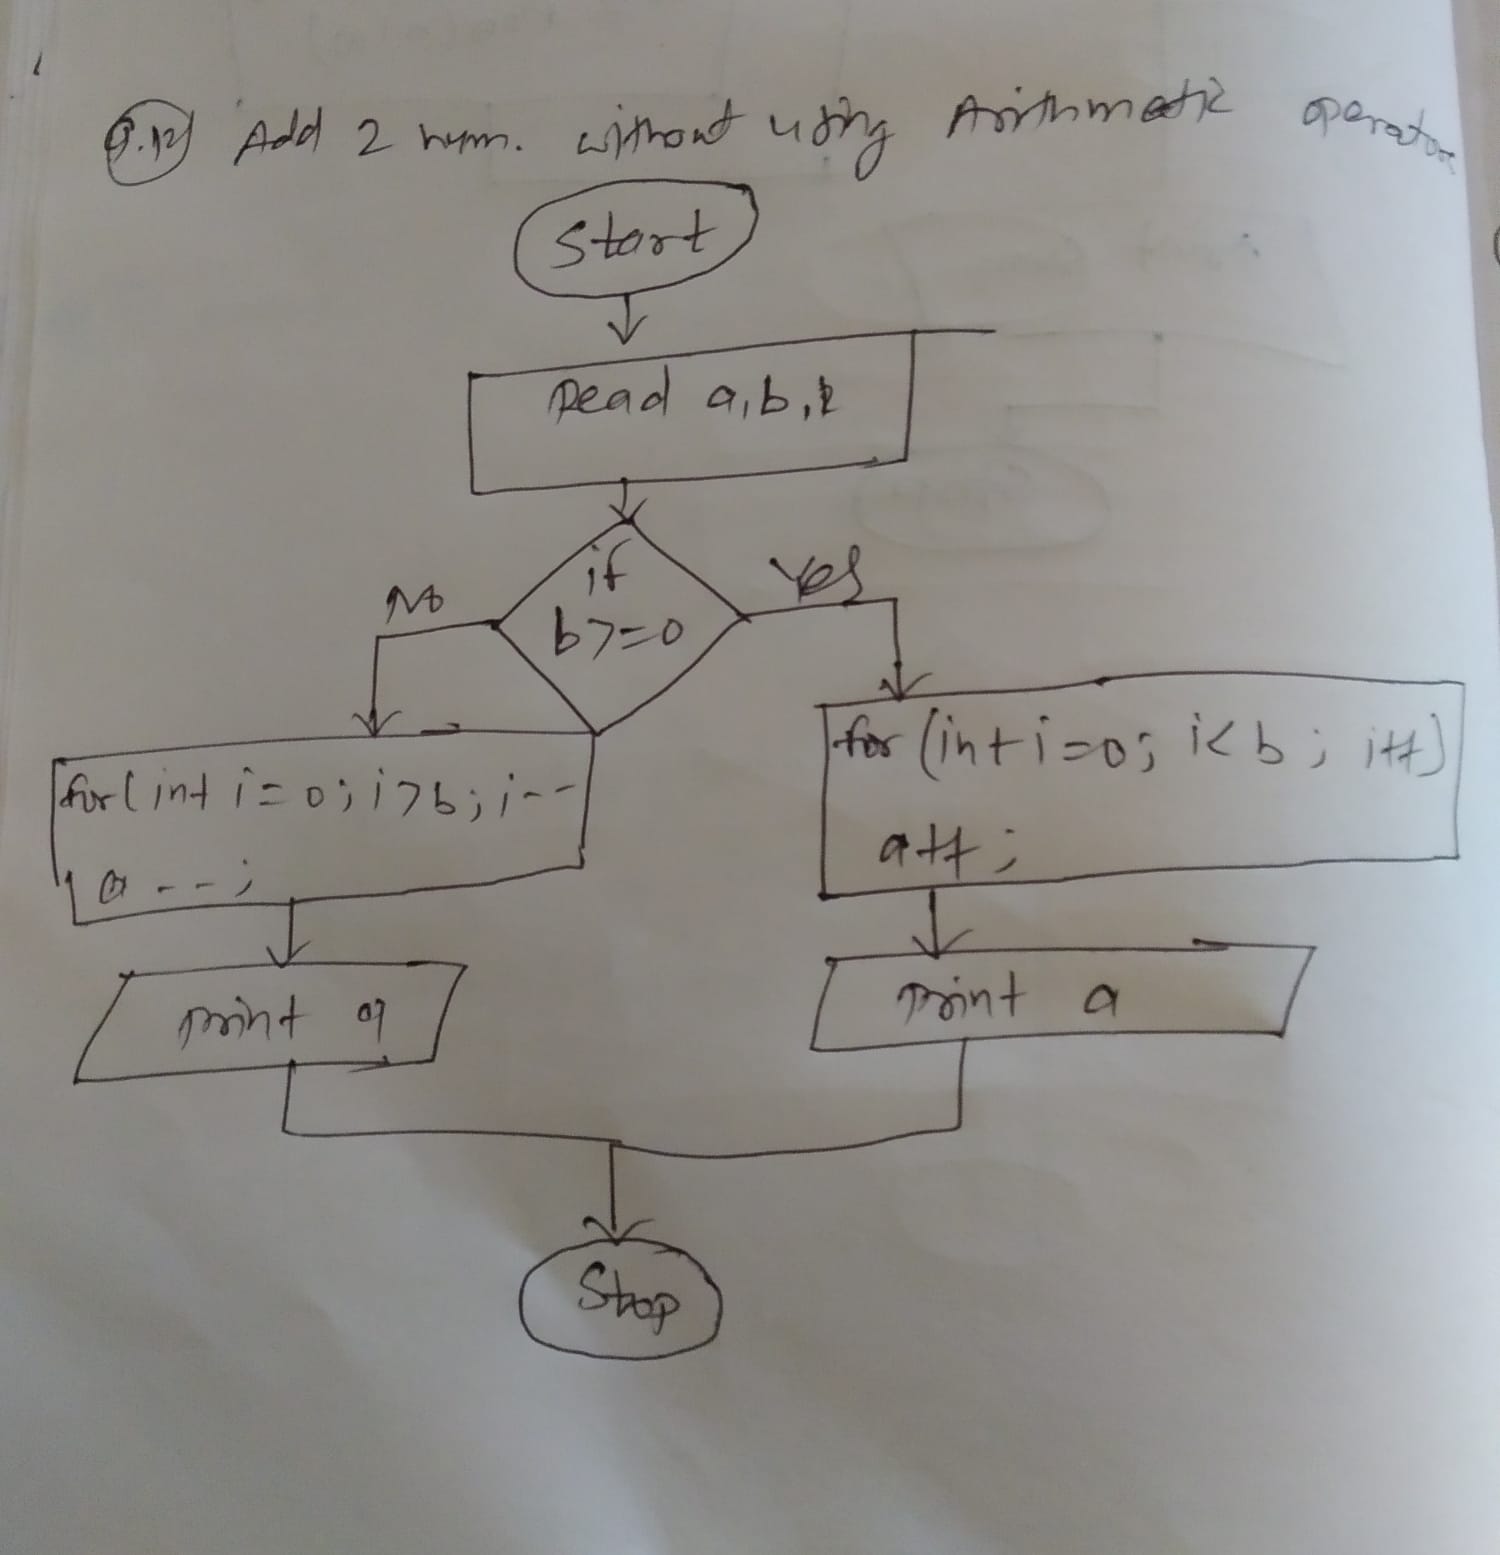 Q.12) Add 2 num. without using Arithmatic operator
Start
Read a, b,
if
b>=0
No
Yes
for(int i=0; i>b; i--
a--;
for (int i=0; i<b; i++)
a++;
print a
print a
Stop